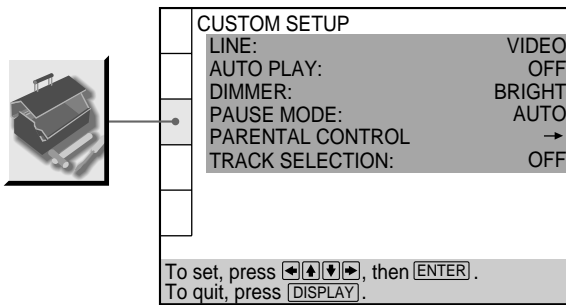 CUSTOM SETUP
LINE: VIDEO
AUTO PLAY: OFF
DIMMER: BRIGHT
PAUSE MODE: AUTO
PARENTAL CONTROL →
TRACK SELECTION: OFF
To set, press ←↑↓→, then ENTER.
To quit, press DISPLAY.